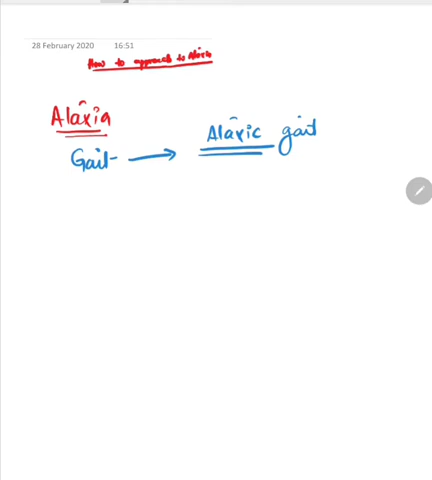 28 February 2020 16:51
How to approach to Ataxia
Ataxia
Gait → Ataxic gait